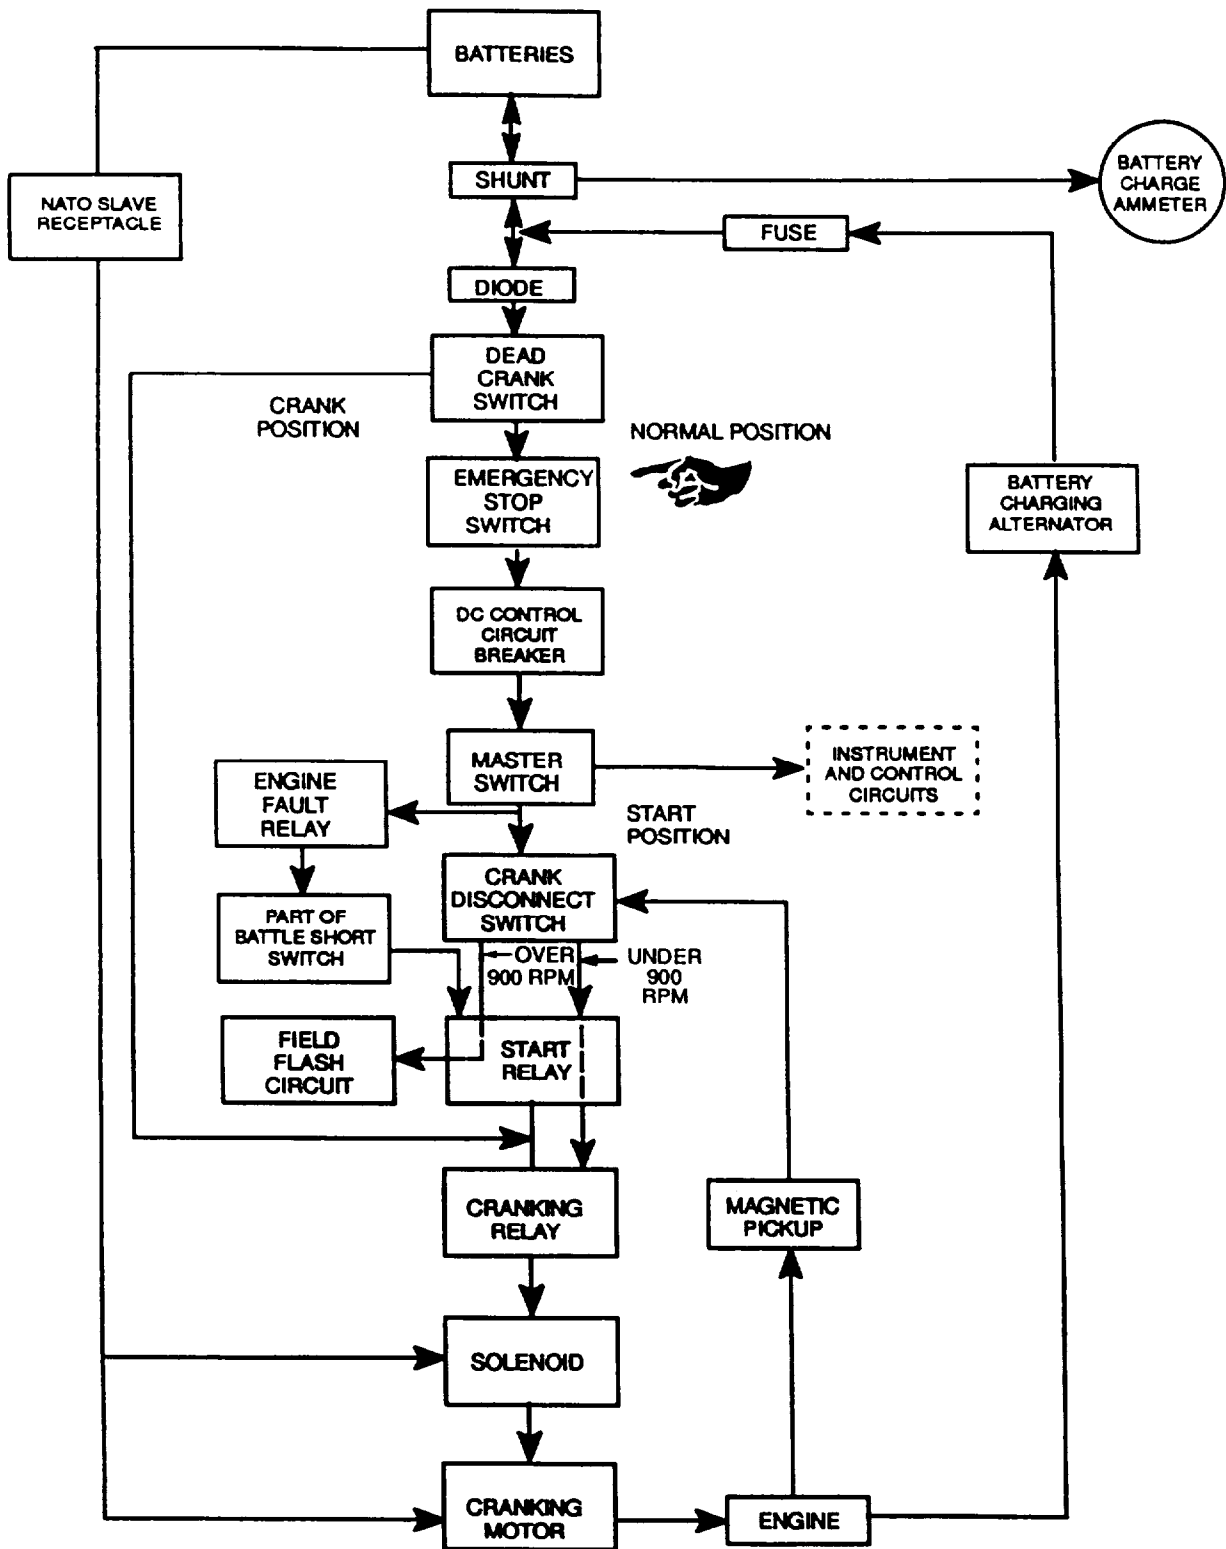 BATTERIES
SHUNT
BATTERY
CHARGE
AMMETER
NATO SLAVE
RECEPTACLE
FUSE
DIODE
DEAD
CRANK
SWITCH
CRANK
POSITION
NORMAL POSITION
EMERGENCY
STOP
SWITCH
BATTERY
CHARGING
ALTERNATOR
DC CONTROL
CIRCUIT
BREAKER
MASTER
SWITCH
INSTRUMENT
AND CONTROL
CIRCUITS
ENGINE
FAULT
RELAY
START
POSITION
CRANK
DISCONNECT
SWITCH
PART OF
BATTLE SHORT
SWITCH
OVER
900 RPM
UNDER
900
RPM
FIELD
FLASH
CIRCUIT
START
RELAY
CRANKING
RELAY
MAGNETIC
PICKUP
SOLENOID
CRANKING
MOTOR
ENGINE